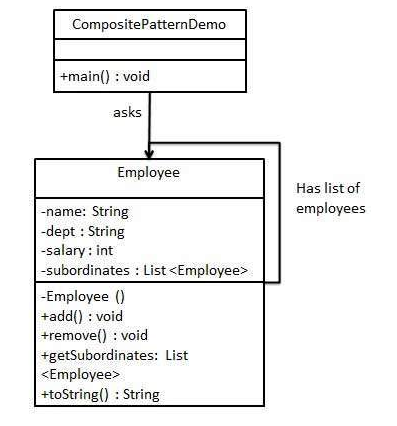 CompositePatternDemo
+main() : void
asks
Employee
Has list of
employees
-name: String
-dept : String
-salary : int
-subordinates : List <Employee>
-Employee ()
+add() : void
+remove() : void
+getSubordinates: List
<Employee>
+toString() : String